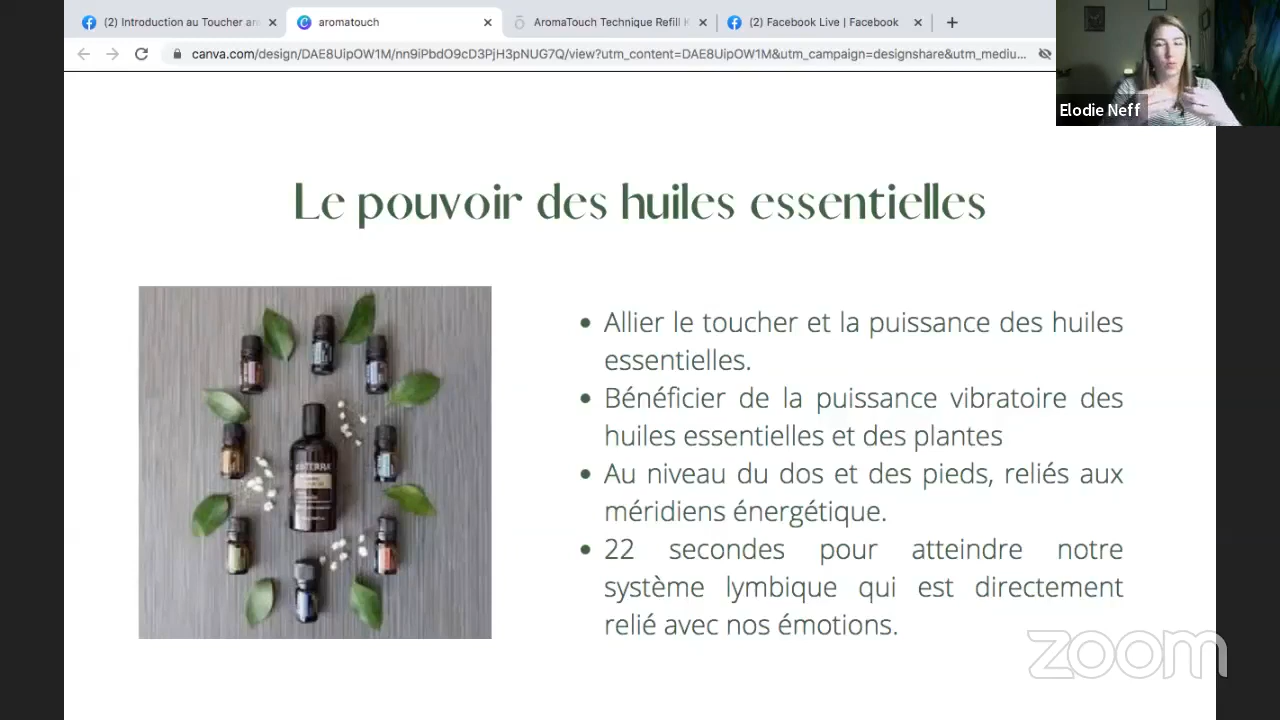 (2) Introduction au Toucher ar
aromatouch
AromaTouch Technique Refill K
(2) Facebook Live | Facebook
canva.com/design/DAE8UipOW1M/nn9iPbdO9cD3PjH3pNUG7Q/view?utm_content=DAE8UipOW1M&utm_campaign=designshare&utm_mediu...
Elodie Neff
Le pouvoir des huiles essentielles
• Allier le toucher et la puissance des huiles
essentielles.
• Bénéficier de la puissance vibratoire des
huiles essentielles et des plantes
• Au niveau du dos et des pieds, reliés aux
méridiens énergétique.
• 22 secondes pour atteindre notre
système lymbique qui est directement
relié avec nos émotions.
zoom